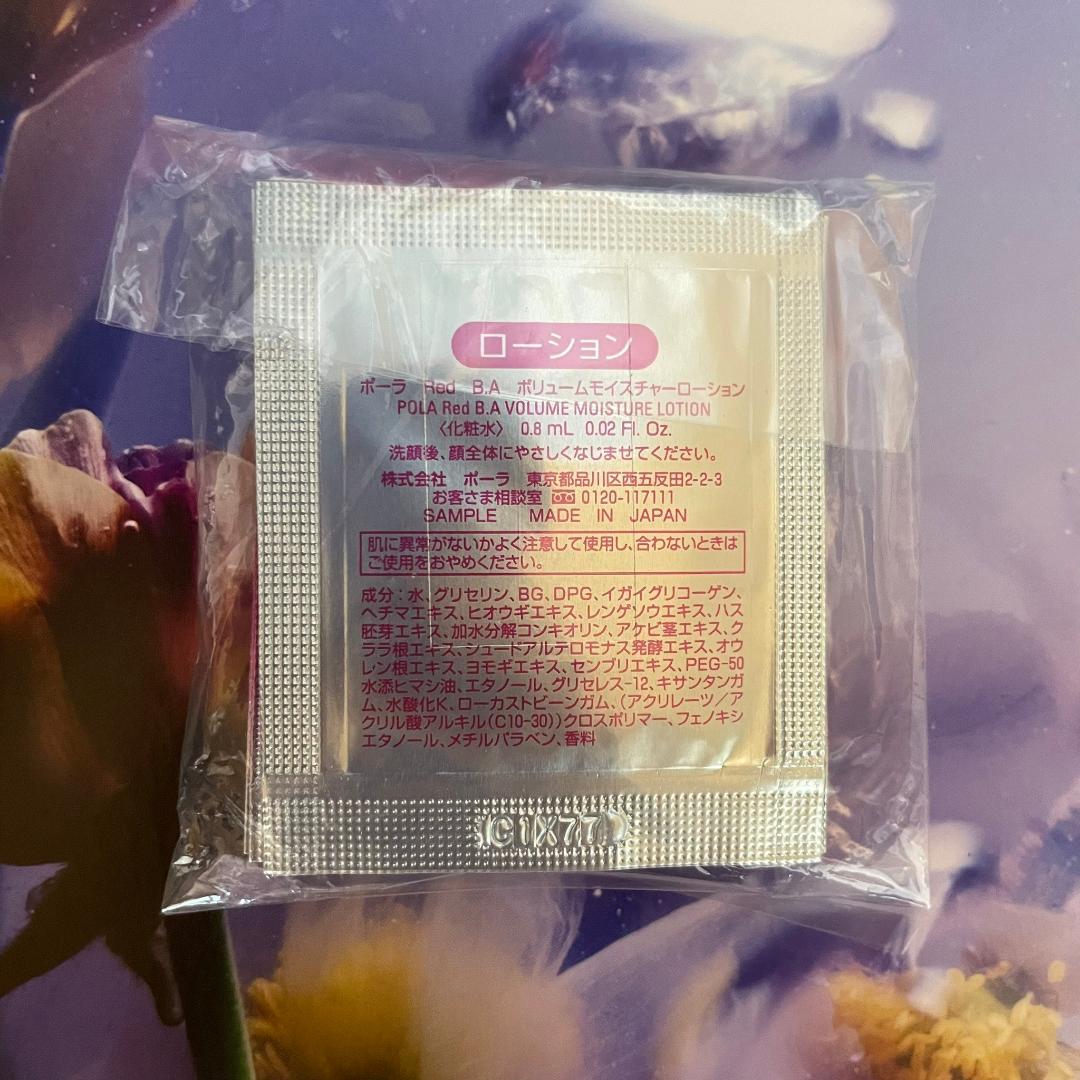 ローション
ポーラ Red B.A ボリュームモイスチャーローション
POLA Red B.A VOLUME MOISTURE LOTION
〈化粧水〉 0.8 mL 0.02 Fl. Oz.
洗顔後、顔全体にやさしくなじませてください。
株式会社 ポーラ 東京都品川区西五反田2-2-3
お客さま相談室 0120-117111
SAMPLE MADE IN JAPAN
肌に異常がないかよく注意して使用し、合わないときは
ご使用をおやめください。
成分：水、グリセリン、BG、DPG、イガイグリコーゲン、
ヘチマエキス、ヒオウギエキス、レンゲソウエキス、ハス
胚芽エキス、加水分解コンキオリン、アケビ茎エキス、ク
ララ根エキス、シュードアルテロモナス発酵エキス、オウ
レン根エキス、ヨモギエキス、センブリエキス、PEG-50
水添ヒマシ油、エタノール、グリセレス-12、キサンタンガ
ム、水酸化K、ローカストビーンガム、(アクリレーツ／ア
クリル酸アルキル(C10-30))クロスポリマー、フェノキシ
エタノール、メチルパラベン、香料